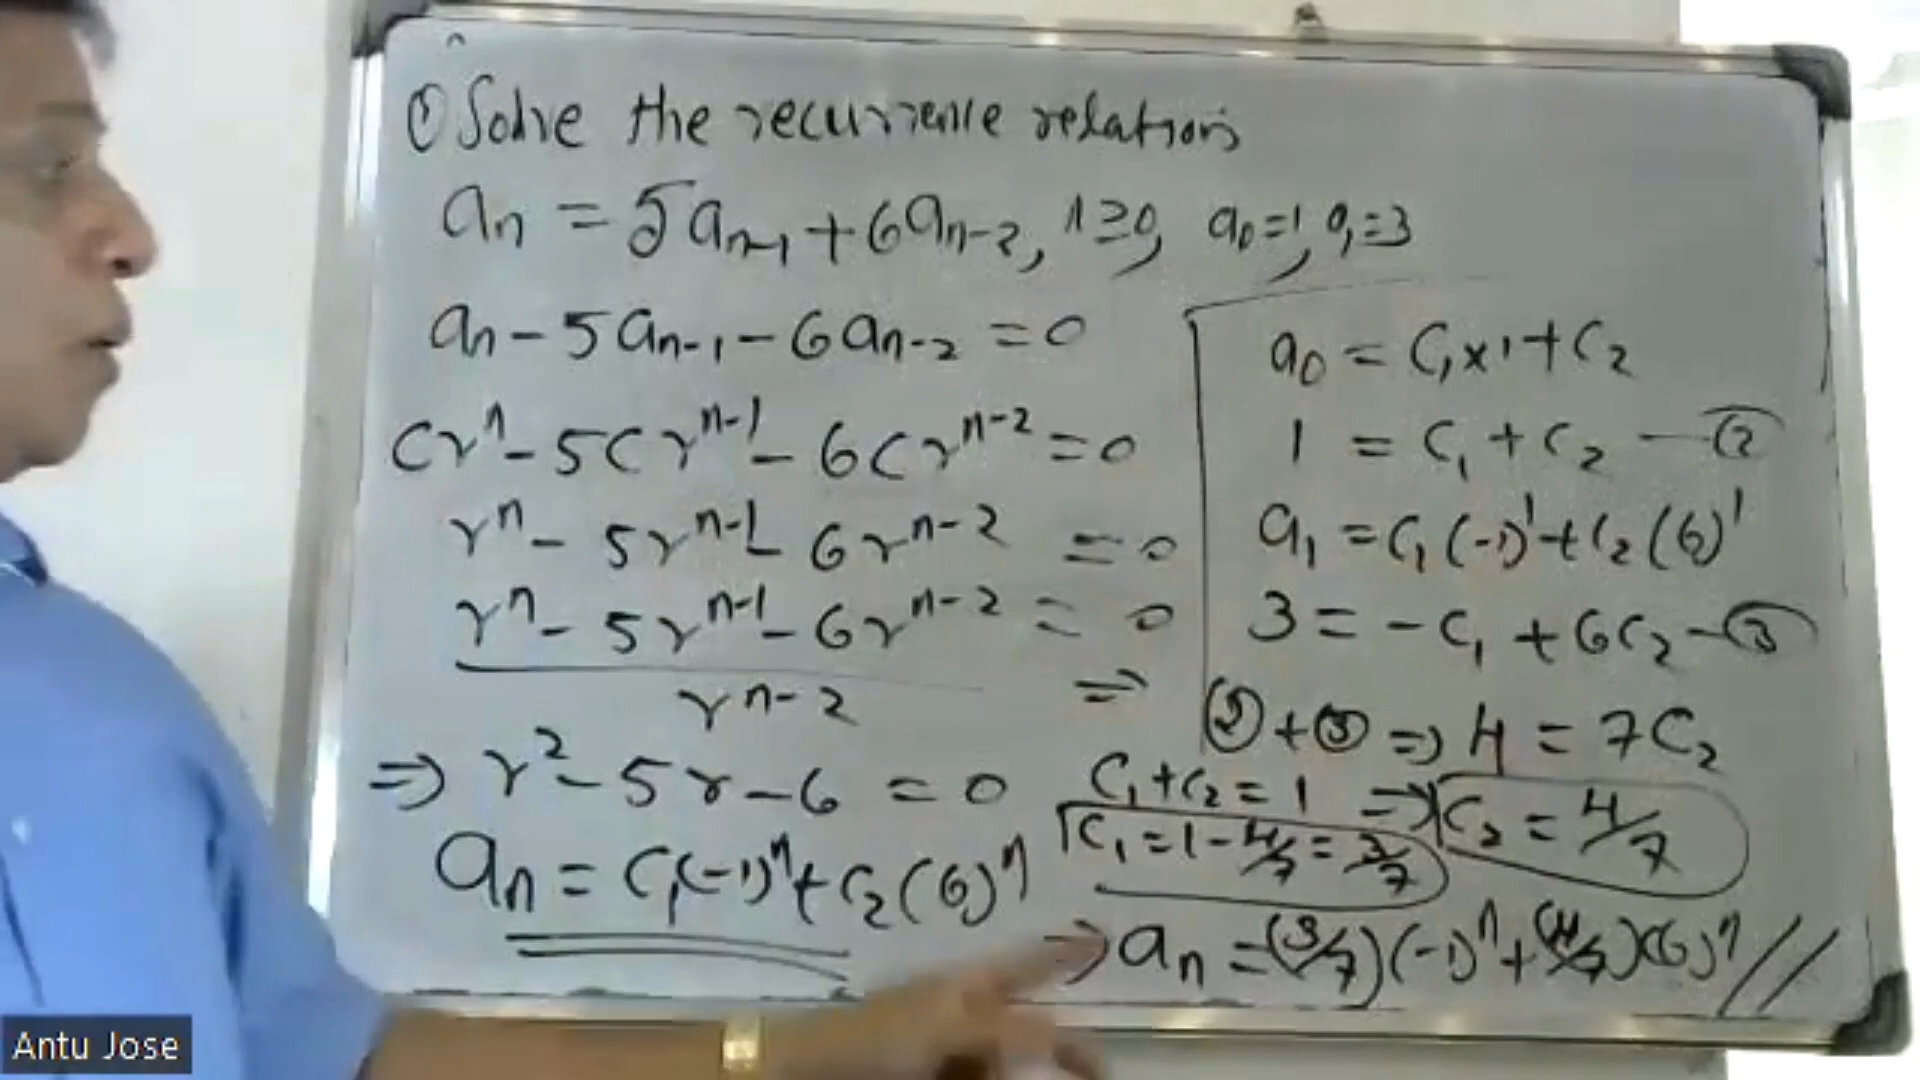 ① Solve the recurrence relations
aₙ = 5aₙ₋₁ + 6aₙ₋₂, n ≥ 0, a₀ = 1, a₁ = 3
aₙ - 5aₙ₋₁ - 6aₙ₋₂ = 0
crⁿ - 5crⁿ⁻¹ - 6crⁿ⁻² = 0
rⁿ - 5rⁿ⁻¹ - 6rⁿ⁻² = 0
rⁿ - 5rⁿ⁻¹ - 6rⁿ⁻² = 0
rⁿ⁻² ⇒
⇒ r² - 5r - 6 = 0
aₙ = C₁(-1)ⁿ + C₂(6)ⁿ
a₀ = C₁ × 1 + C₂
1 = C₁ + C₂ — ②
a₁ = C₁(-1)¹ + C₂(6)¹
3 = -C₁ + 6C₂ — ③
② + ③ ⇒ 4 = 7C₂
C₁ + C₂ = 1 ⇒ C₂ = 4/7
C₁ = 1 - 4/7 = 3/7
⇒ aₙ = (3/7)(-1)ⁿ + (4/7)(6)ⁿ //
Antu Jose